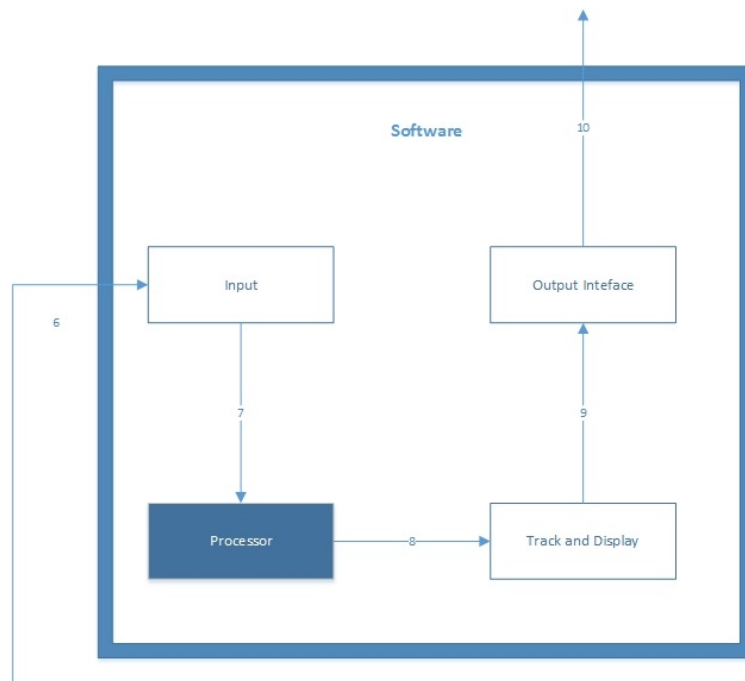 10
Software
Input
Output Inteface
6
7
9
Processor
8
Track and Display